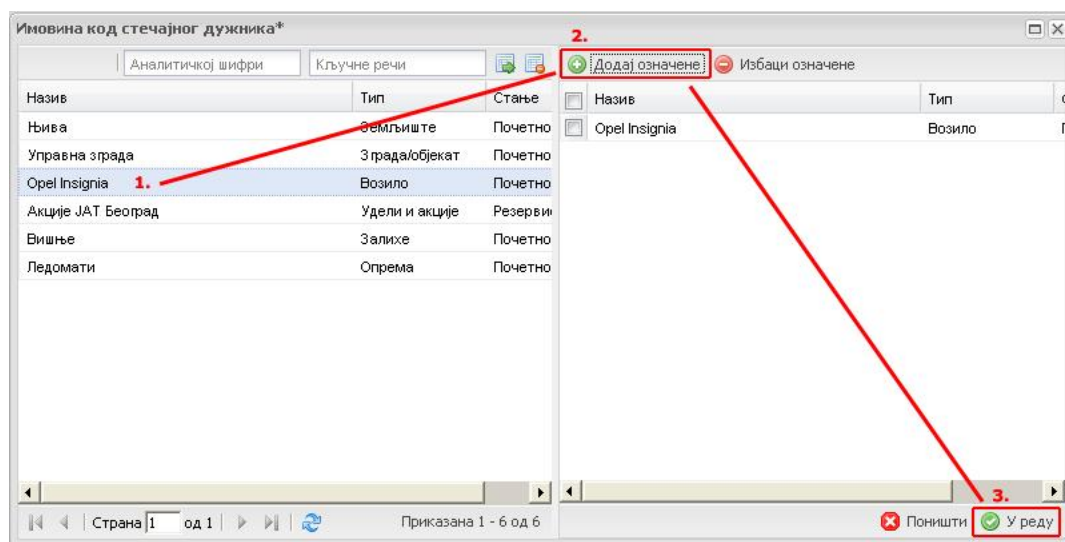 Имовина код стечајног дужника*
2.
Аналитичкој шифри Кључне речи
Додај означене Избаци означене
Назив Тип Стање
Назив Тип
Њива Земљиште Почетно
Opel Insignia Возило
Управна зграда Зграда/објекат Почетно
Opel Insignia 1. Возило Почетно
Акције ЈАТ Београд Удели и акције Резерви
Вишње Залихе Почетно
Ледомати Опрема Почетно
3.
Страна 1 од 1 Приказана 1 - 6 од 6
Поништи У реду